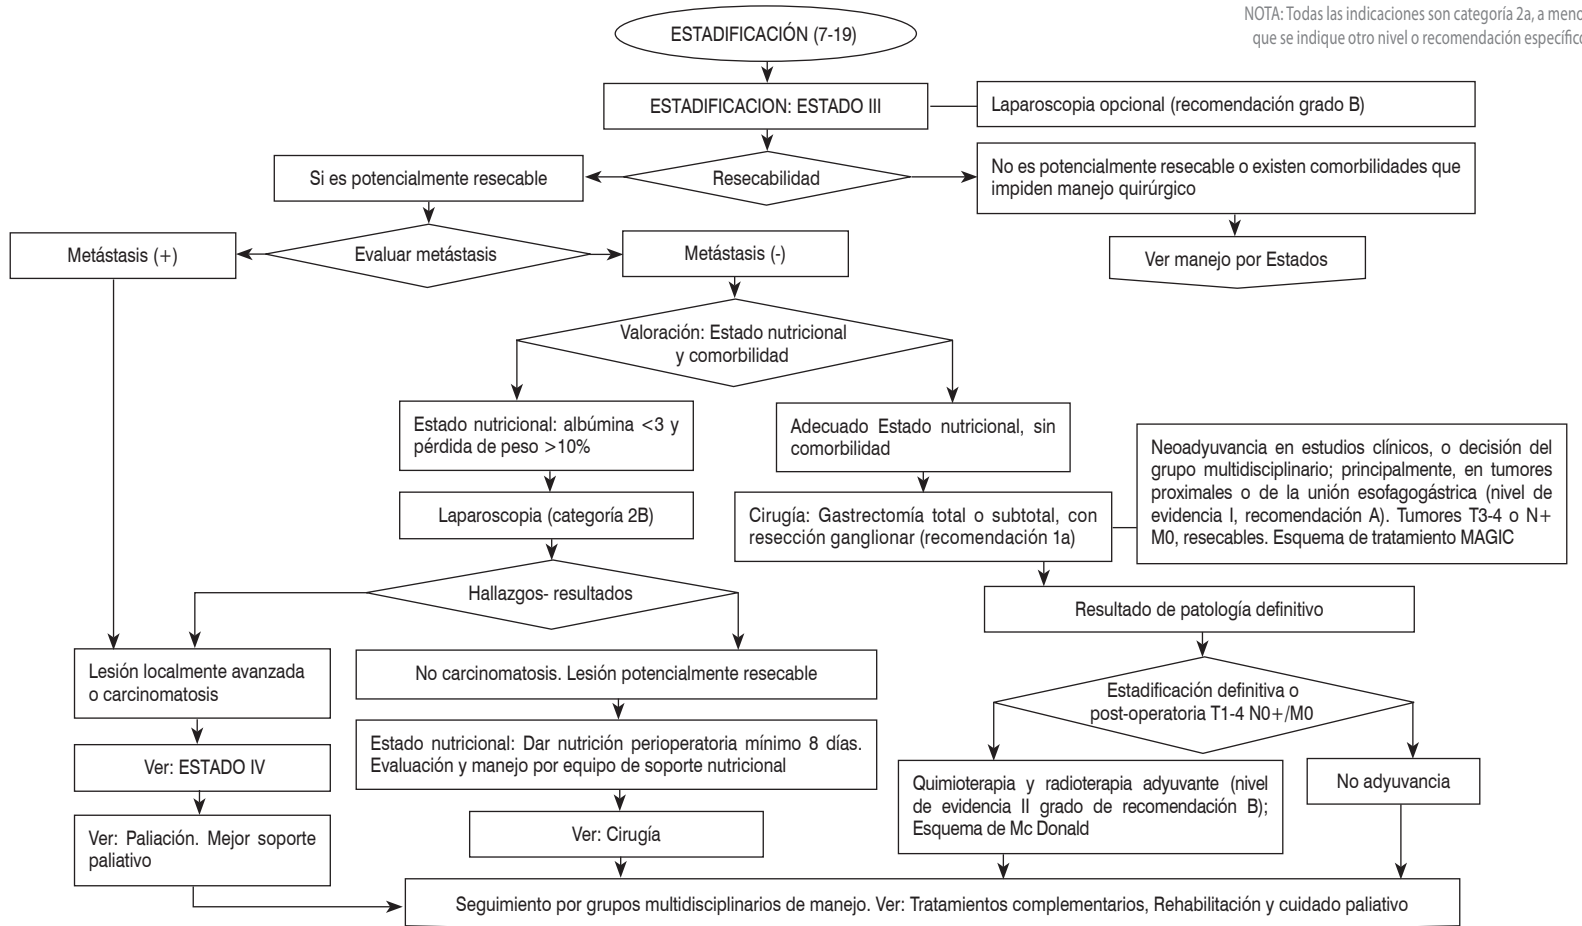 NOTA: Todas las indicaciones son categoría 2a, a menos
que se indique otro nivel o recomendación específico
ESTADIFICACIÓN (7-19)
ESTADIFICACION: ESTADO III
Laparoscopia opcional (recomendación grado B)
Si es potencialmente resecable
Resecabilidad
No es potencialmente resecable o existen comorbilidades que
impiden manejo quirúrgico
Metástasis (+)
Evaluar metástasis
Metástasis (-)
Ver manejo por Estados
Valoración: Estado nutricional
y comorbilidad
Estado nutricional: albúmina <3 y
pérdida de peso >10%
Adecuado Estado nutricional, sin
comorbilidad
Neoadyuvancia en estudios clínicos, o decisión del
grupo multidisciplinario; principalmente, en tumores
proximales o de la unión esofagogástrica (nivel de
evidencia I, recomendación A). Tumores T3-4 o N+
M0, resecables. Esquema de tratamiento MAGIC
Laparoscopia (categoría 2B)
Cirugía: Gastrectomía total o subtotal, con
resección ganglionar (recomendación 1a)
Hallazgos- resultados
Resultado de patología definitivo
Lesión localmente avanzada
o carcinomatosis
No carcinomatosis. Lesión potencialmente resecable
Estadificación definitiva o
post-operatoria T1-4 N0+/M0
Ver: ESTADO IV
Estado nutricional: Dar nutrición perioperatoria mínimo 8 días.
Evaluación y manejo por equipo de soporte nutricional
Quimioterapia y radioterapia adyuvante (nivel
de evidencia II grado de recomendación B);
Esquema de Mc Donald
No adyuvancia
Ver: Paliación. Mejor soporte
paliativo
Ver: Cirugía
Seguimiento por grupos multidisciplinarios de manejo. Ver: Tratamientos complementarios, Rehabilitación y cuidado paliativo